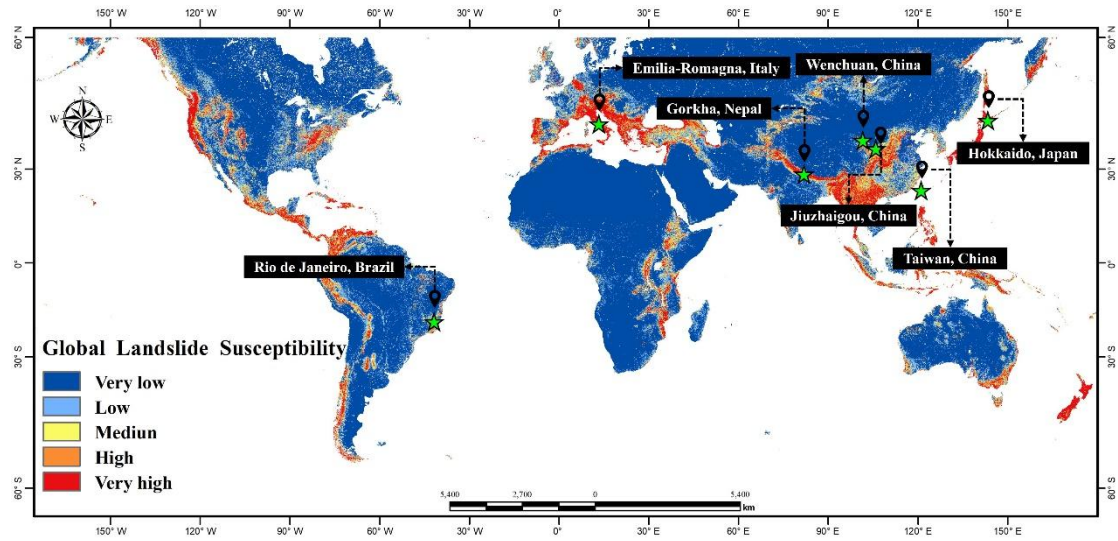 150° W 120° W 90° W 60° W 30° W 0° 30° E 60° E 90° E 120° E 150° E
60° N
60° N
Emilia-Romagna, Italy
Wenchuan, China
N
W E
S
Gorkha, Nepal
Hokkaido, Japan
30° N
30° N
Jiuzhaigou, China
Taiwan, China
Rio de Janeiro, Brazil
0°
0°
Global Landslide Susceptibility
30° S
30° S
Very low
Low
Mediun
High
Very high
60° S
60° S
5,400 2,700 0 5,400
km
150° W 120° W 90° W 60° W 30° W 0° 30° E 60° E 90° E 120° E 150° E